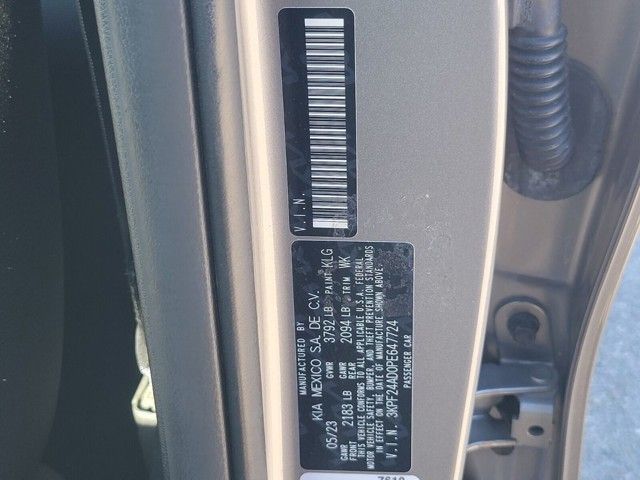 V.I.N.
MANUFACTURED BY
KIA MEXICO S.A. DE C.V.
05/23 GVWR 3792 LB PAINT KLG
GAWR FRONT 2183 LB GAWR REAR 2094 LB TRIM WK
THIS VEHICLE CONFORMS TO ALL APPLICABLE U.S.A. FEDERAL
MOTOR VEHICLE SAFETY, BUMPER, AND THEFT PREVENTION STANDARDS
IN EFFECT ON THE DATE OF MANUFACTURE SHOWN ABOVE.
V.I.N. 3KPF24AD0PE647724
PASSENGER CAR